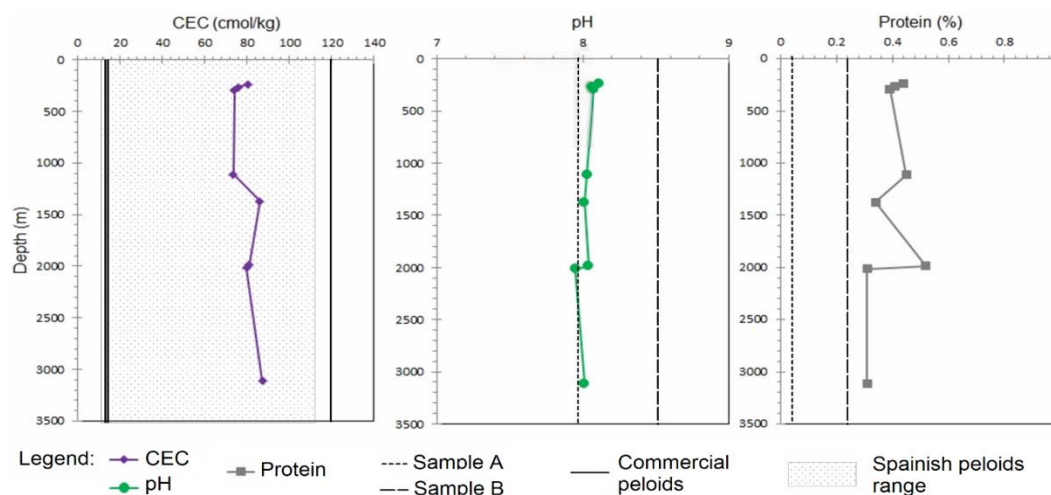 CEC (cmol/kg)
0 20 40 60 80 100 120 140
0
500
1000
1500
2000
2500
3000
3500
Depth (m)
pH
7 8 9
0
500
1000
1500
2000
2500
3000
3500
Protein (%)
0 0.2 0.4 0.6 0.8
0
500
1000
1500
2000
2500
3000
3500
Legend: CEC Protein Sample A Commercial peloids Spainish peloids range
pH Sample B